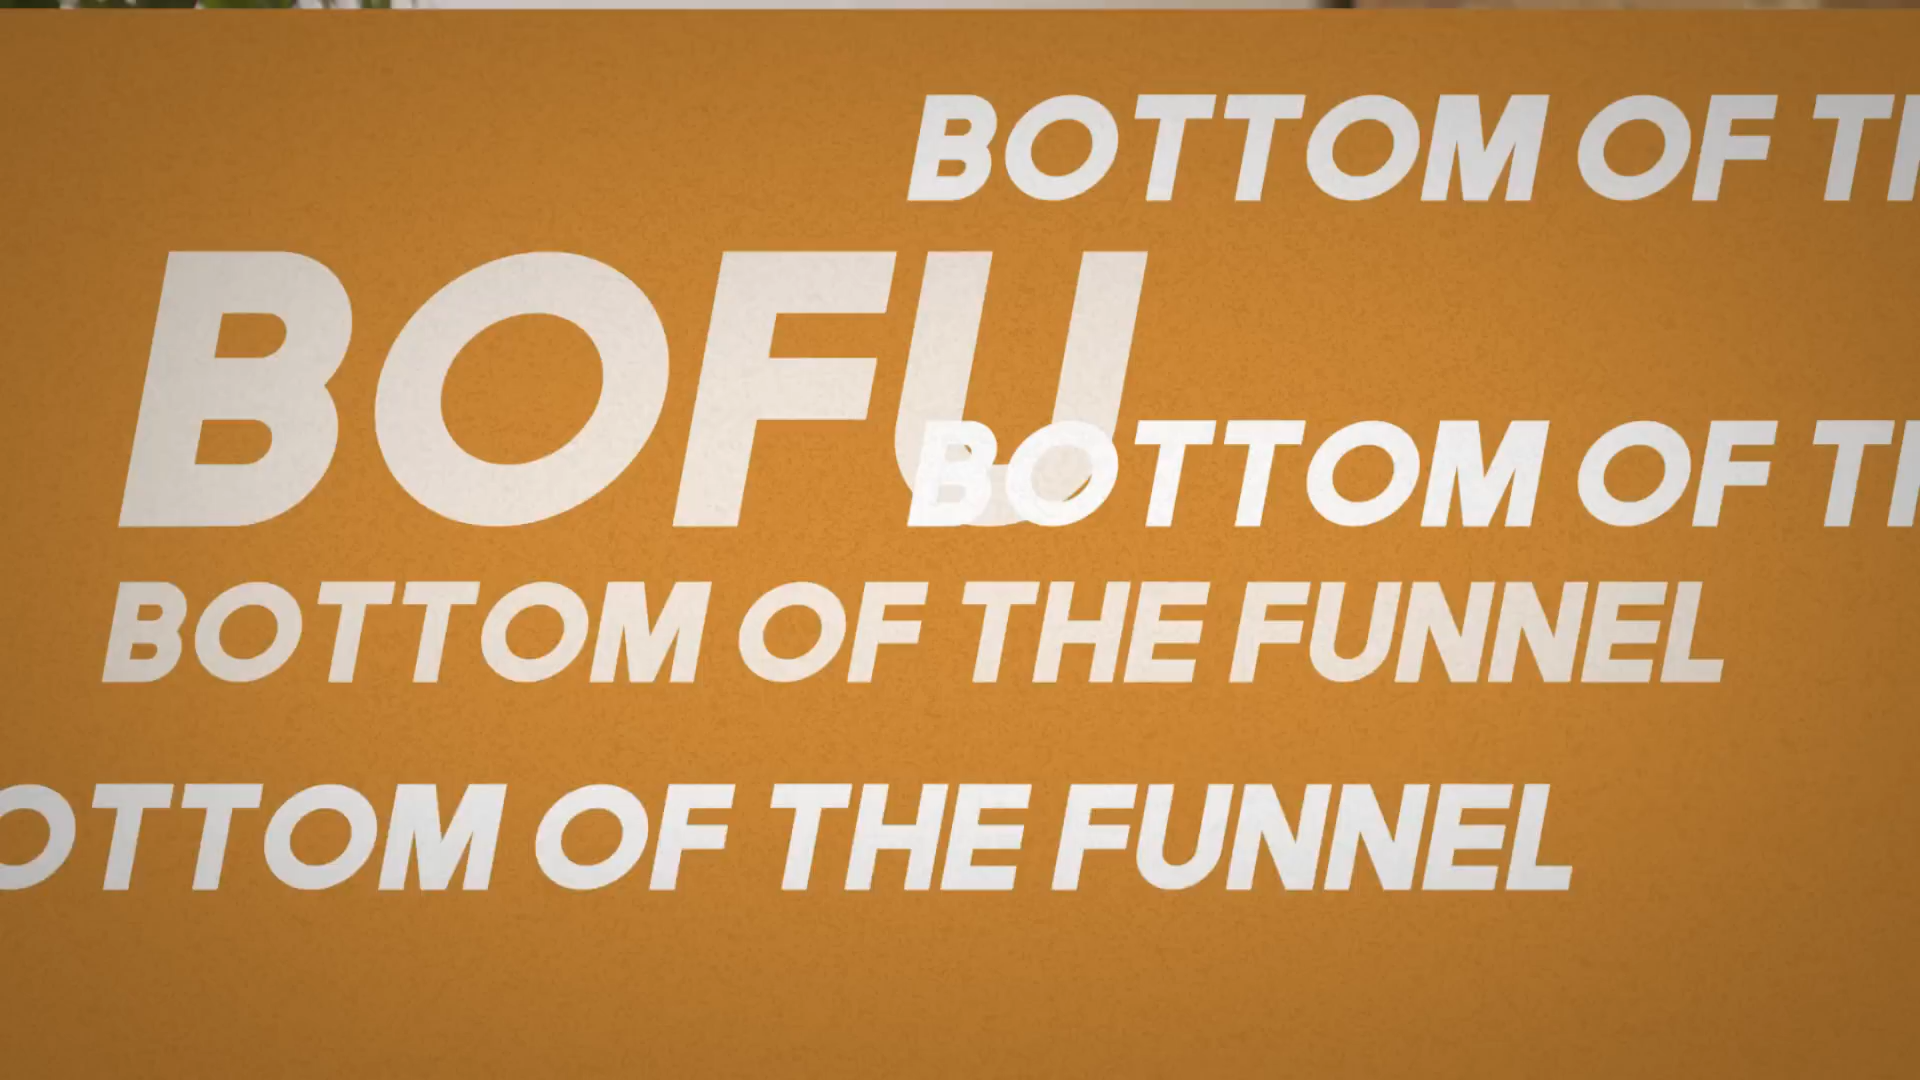 BOTTOM OF TH
BOFU
BOTTOM OF TH
BOTTOM OF THE FUNNEL
OTTOM OF THE FUNNEL